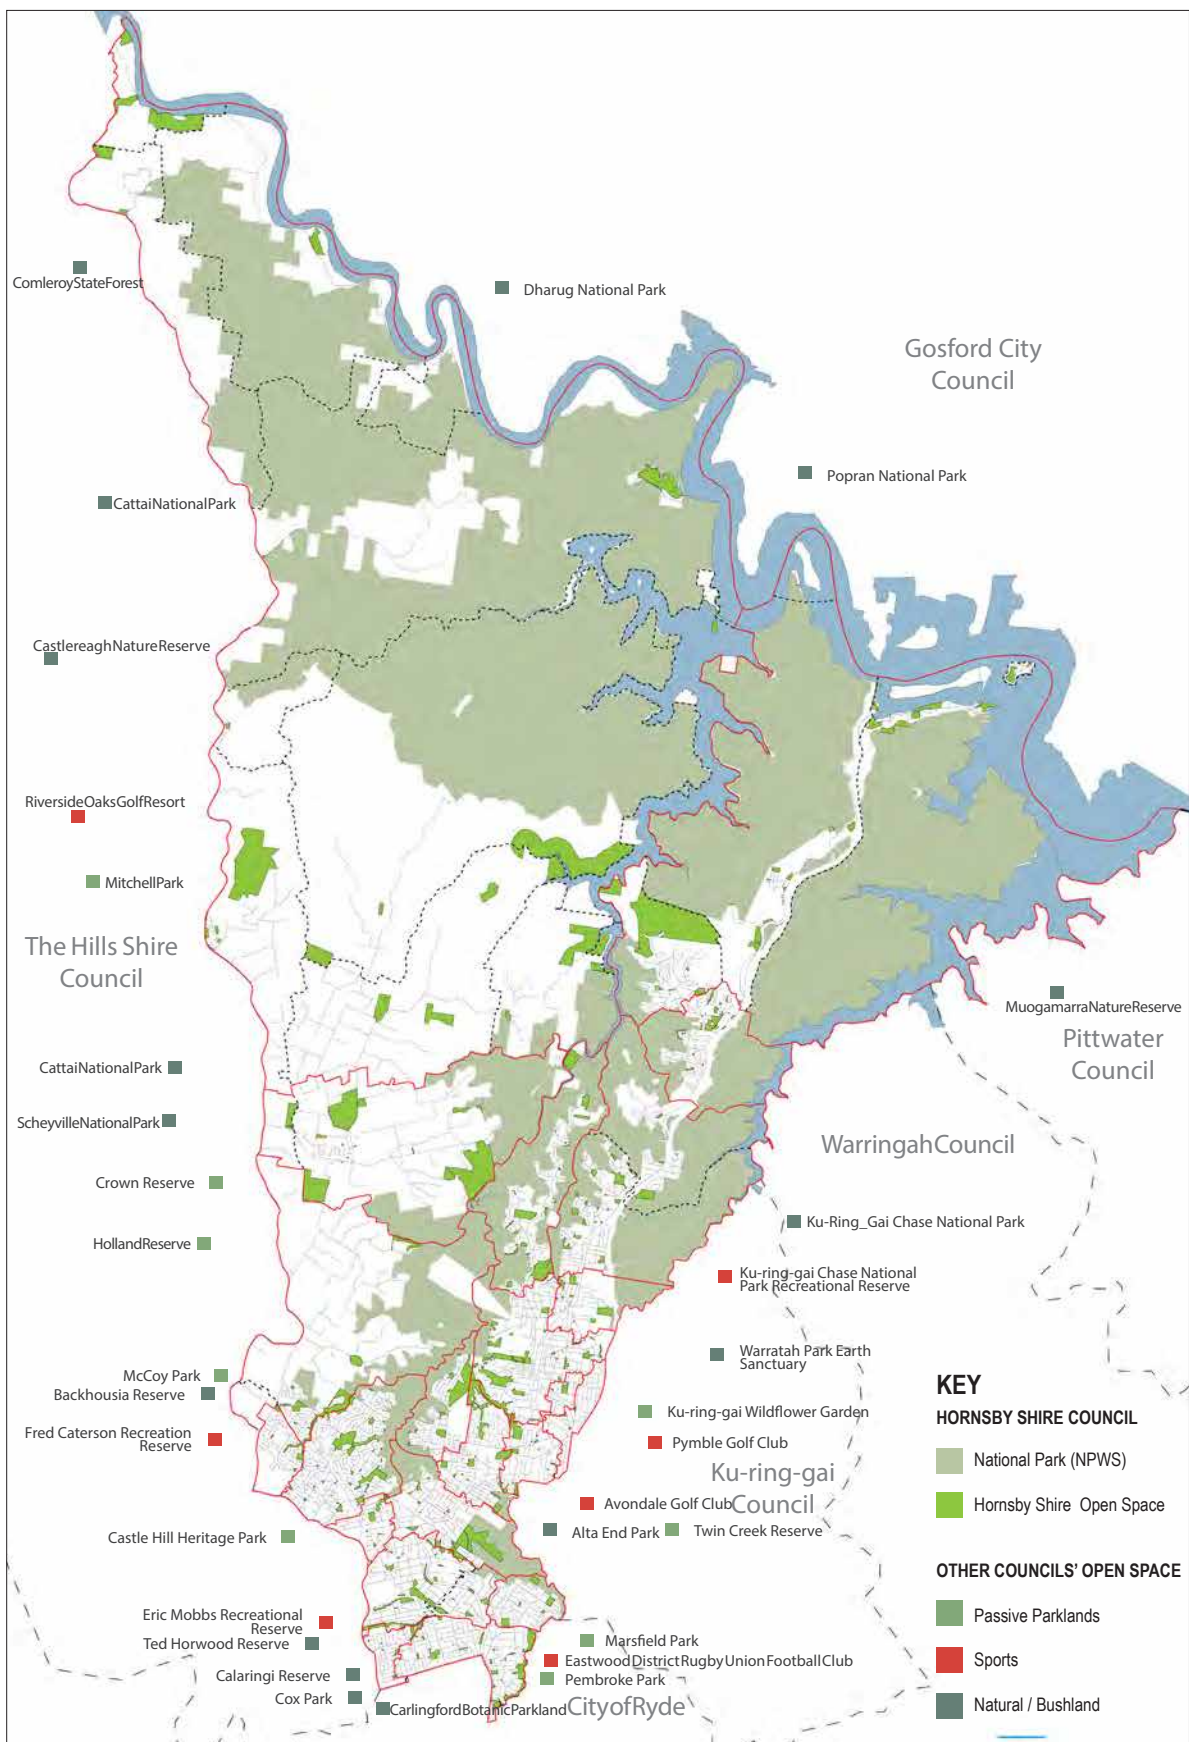 ComleroyStateForest
Dharug National Park
Gosford City
Council
Popran National Park
CattaiNationalPark
CastlereaghNatureReserve
RiversideOaksGolfResort
MitchellPark
The Hills Shire
Council
MuogamarraNatureReserve
Pittwater
Council
CattaiNationalPark
ScheyvilleNationalPark
WarringahCouncil
Crown Reserve
Ku-Ring_Gai Chase National Park
HollandReserve
Ku-ring-gai Chase National
Park Recreational Reserve
Warratah Park Earth
Sanctuary
McCoy Park
Backhousia Reserve
Ku-ring-gai Wildflower Garden
Fred Caterson Recreation
Reserve
Pymble Golf Club
Ku-ring-gai
Council
Avondale Golf Club
Alta End Park
Twin Creek Reserve
Castle Hill Heritage Park
Eric Mobbs Recreational
Reserve
Ted Horwood Reserve
Marsfield Park
Eastwood District Rugby Union Football Club
Calaringi Reserve
Pembroke Park
Cox Park
CarlingfordBotanicParkland
CityofRyde
KEY
HORNSBY SHIRE COUNCIL
National Park (NPWS)
Hornsby Shire Open Space
OTHER COUNCILS' OPEN SPACE
Passive Parklands
Sports
Natural / Bushland